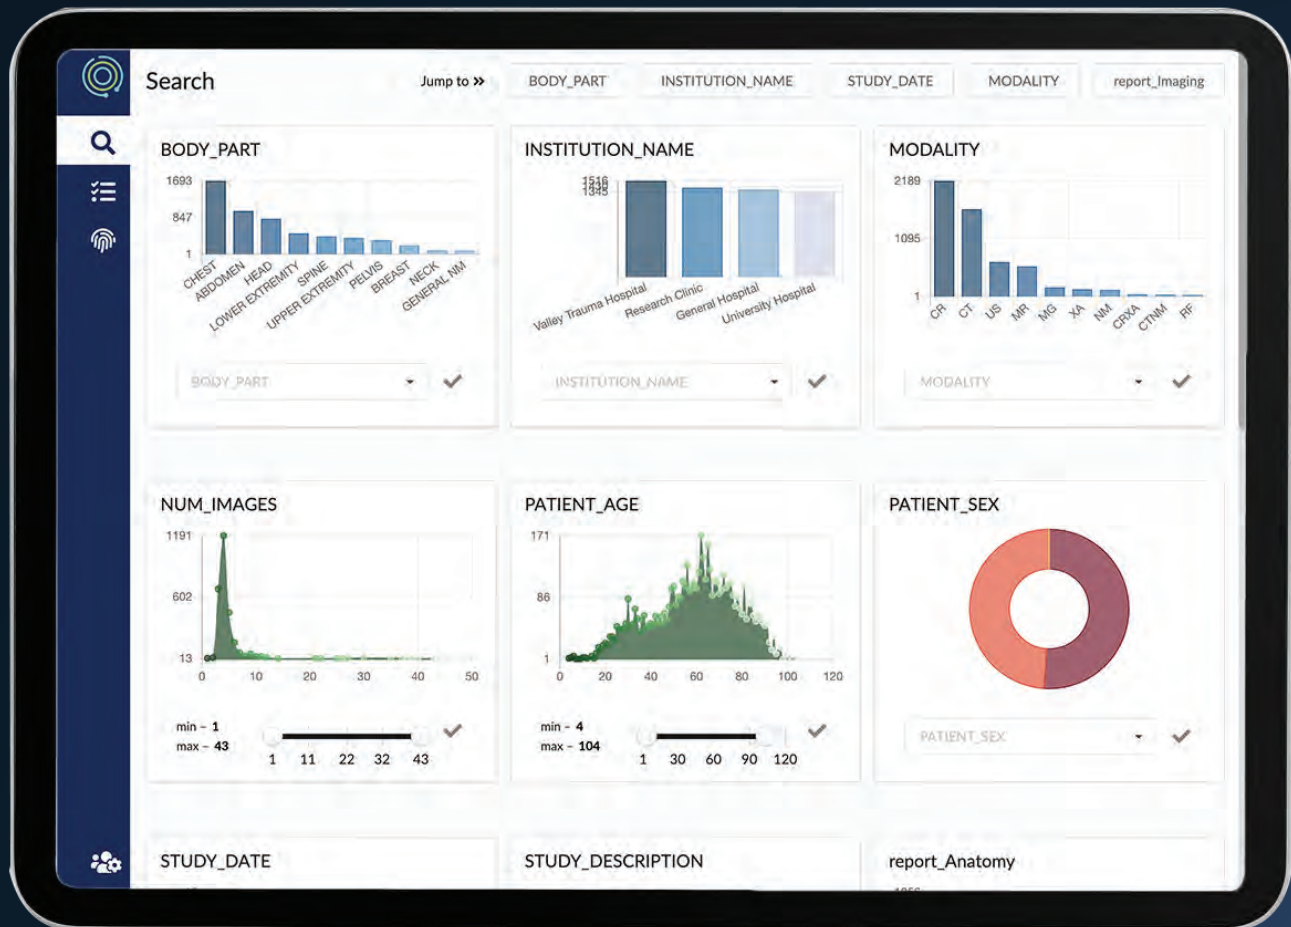 Search
Jump to »
BODY_PART
INSTITUTION_NAME
STUDY_DATE
MODALITY
report_Imaging
BODY_PART
1693
847
1
CHEST
ABDOMEN
HEAD
LOWER EXTREMITY
SPINE
UPPER EXTREMITY
PELVIS
BREAST
NECK
GENERAL NM
BODY_PART
INSTITUTION_NAME
1516
1345
Valley Trauma Hospital
Research Clinic
General Hospital
University Hospital
INSTITUTION_NAME
MODALITY
2189
1095
1
CR
CT
US
MR
MG
XA
NM
CRXA
CTNM
RF
MODALITY
NUM_IMAGES
1191
602
13
0 10 20 30 40 50
min – 1
max – 43
1 11 22 32 43
PATIENT_AGE
171
86
1
0 20 40 60 80 100 120
min – 4
max – 104
1 30 60 90 120
PATIENT_SEX
PATIENT_SEX
STUDY_DATE
STUDY_DESCRIPTION
report_Anatomy